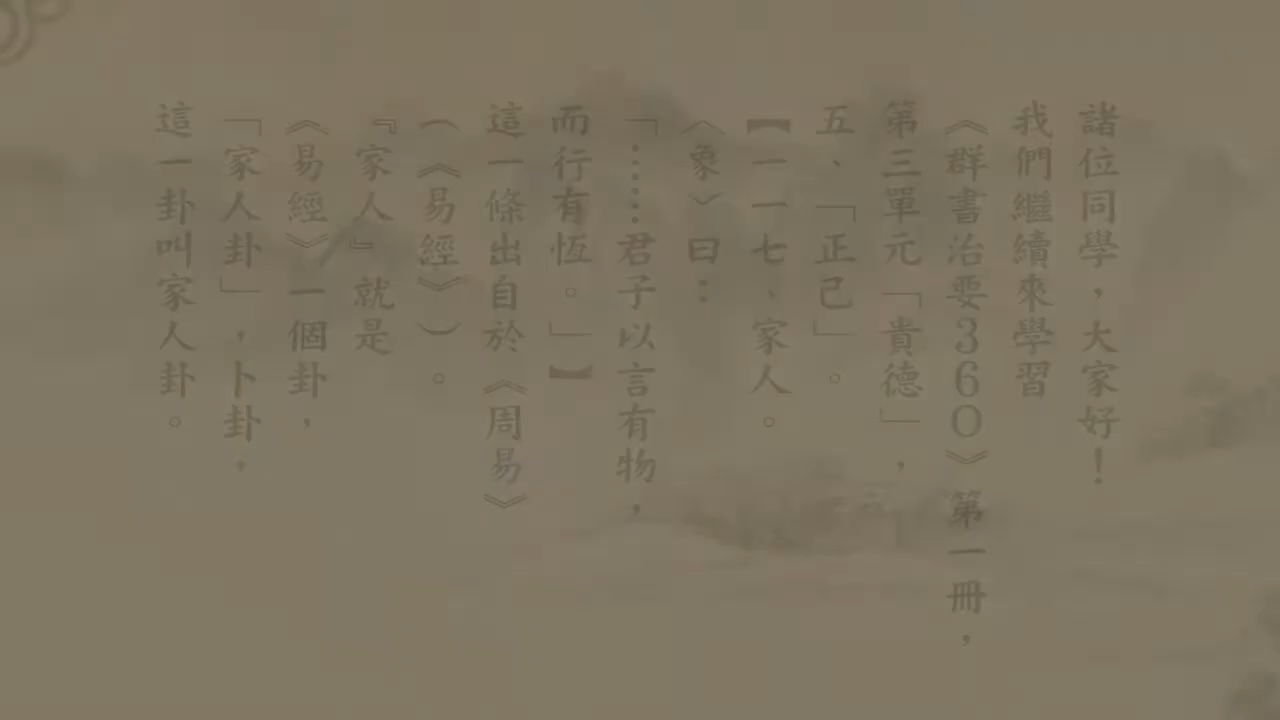 諸位同學，大家好！
我們繼續來學習
《群書治要360》第一冊，
第三單元「貴德」，
五、「正己」。
【一一七、家人。
〈象〉曰：
「……君子以言有物，
而行有恆。」】
這一條出自於《周易》
（《易經》）。
『家人』就是
《易經》一個卦，
「家人卦」，卜卦，
這一卦叫家人卦。